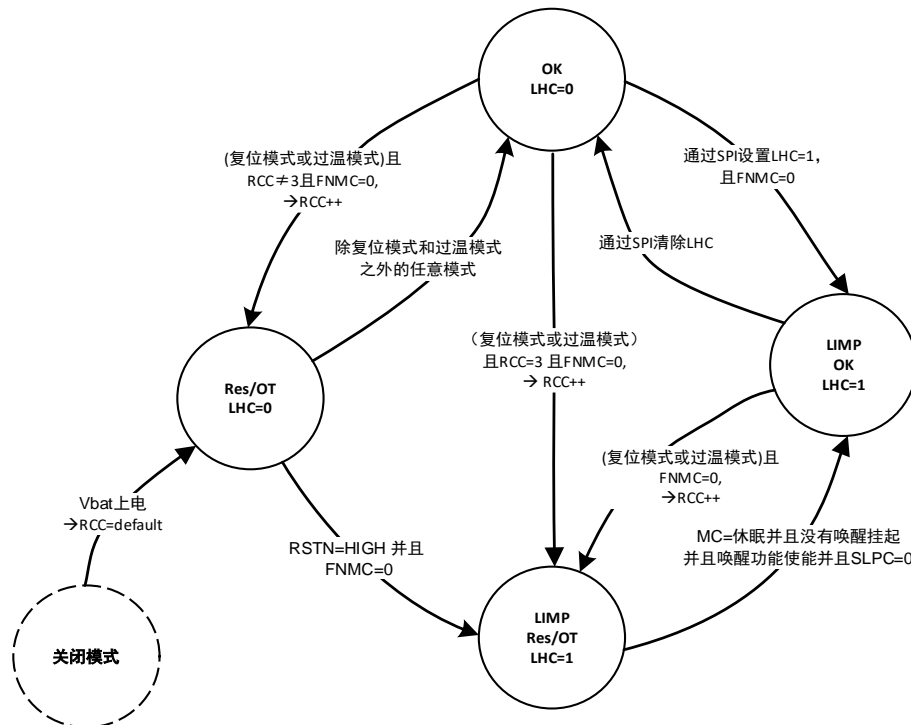 OK
LHC=0
(复位模式或过温模式)且
RCC≠3且FNMC=0,
→RCC++
通过SPI设置LHC=1，
且FNMC=0
除复位模式和过温模式
之外的任意模式
通过SPI清除LHC
（复位模式或过温模式）
且RCC=3 且FNMC=0,
→ RCC++
LIMP
OK
LHC=1
Res/OT
LHC=0
(复位模式或过温模式)且
FNMC=0,
→RCC++
Vbat上电
→RCC=default
RSTN=HIGH 并且
FNMC=0
MC=休眠并且没有唤醒挂起
并且唤醒功能使能并且SLPC=0
LIMP
Res/OT
LHC=1
关闭模式